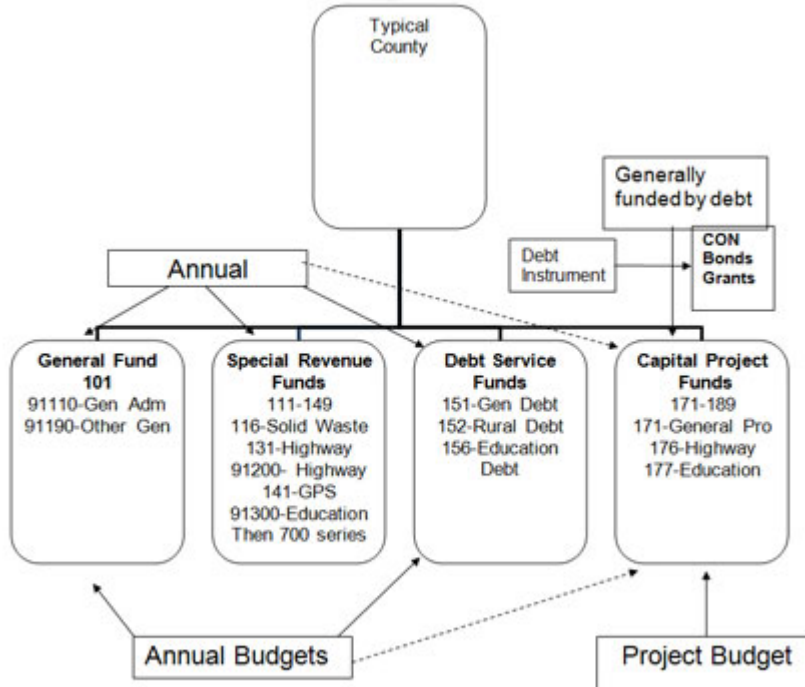 Typical
County
Generally
funded by debt
CON
Bonds
Grants
Debt
Instrument
Annual
General Fund
101
91110-Gen Adm
91190-Other Gen
Special Revenue
Funds
111-149
116-Solid Waste
131-Highway
91200- Highway
141-GPS
91300-Education
Then 700 series
Debt Service
Funds
151-Gen Debt
152-Rural Debt
156-Education
Debt
Capital Project
Funds
171-189
171-General Pro
176-Highway
177-Education
Annual Budgets
Project Budget